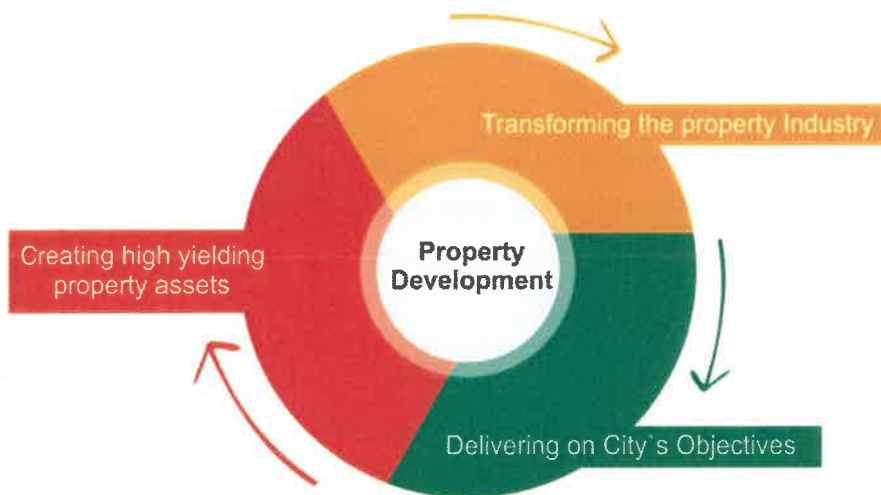 Transforming the property Industry
Creating high yielding
property assets
Property
Development
Delivering on City`s Objectives